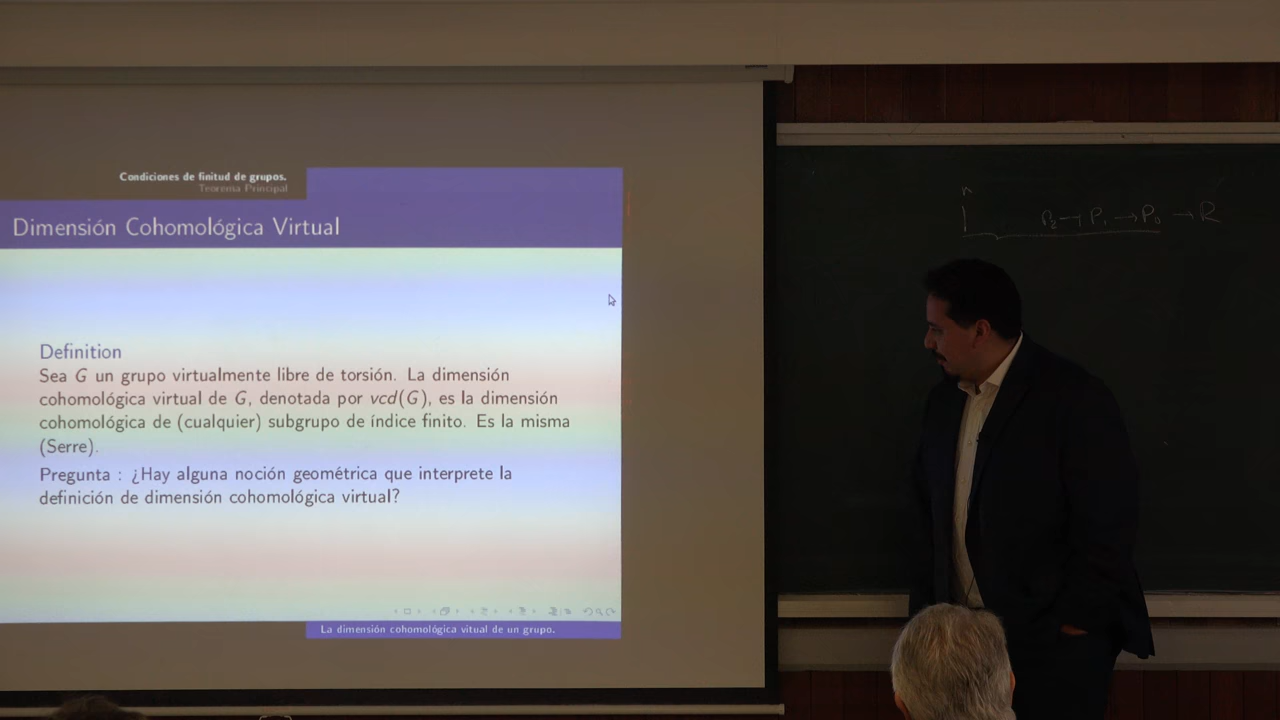 Condiciones de finitud de grupos.
Teorema Principal
Dimensión Cohomológica Virtual
Definition
Sea G un grupo virtualmente libre de torsión. La dimensión
cohomológica virtual de G, denotada por vcd(G), es la dimensión
cohomológica de (cualquier) subgrupo de índice finito. Es la misma
(Serre).
Pregunta : ¿Hay alguna noción geométrica que interprete la
definición de dimensión cohomológica virtual?
La dimensión cohomológica vitual de un grupo.
n
P₂ → P₁ → P₀ → R